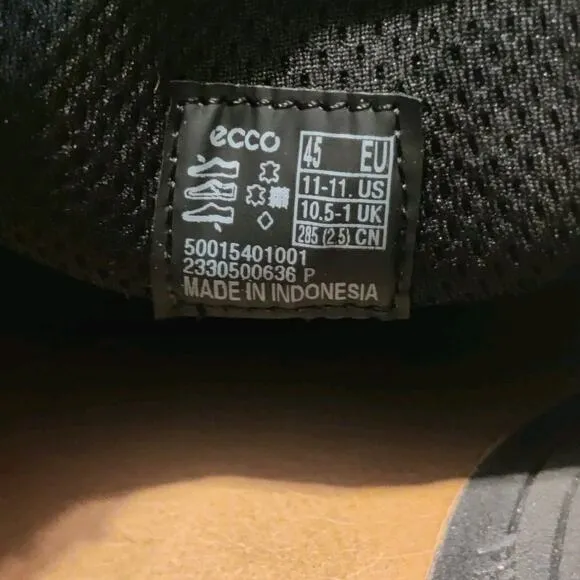 ecco
45 EU
11-11. US
10.5-1 UK
285 (2.5) CN
50015401001
2330500636 P
MADE IN INDONESIA